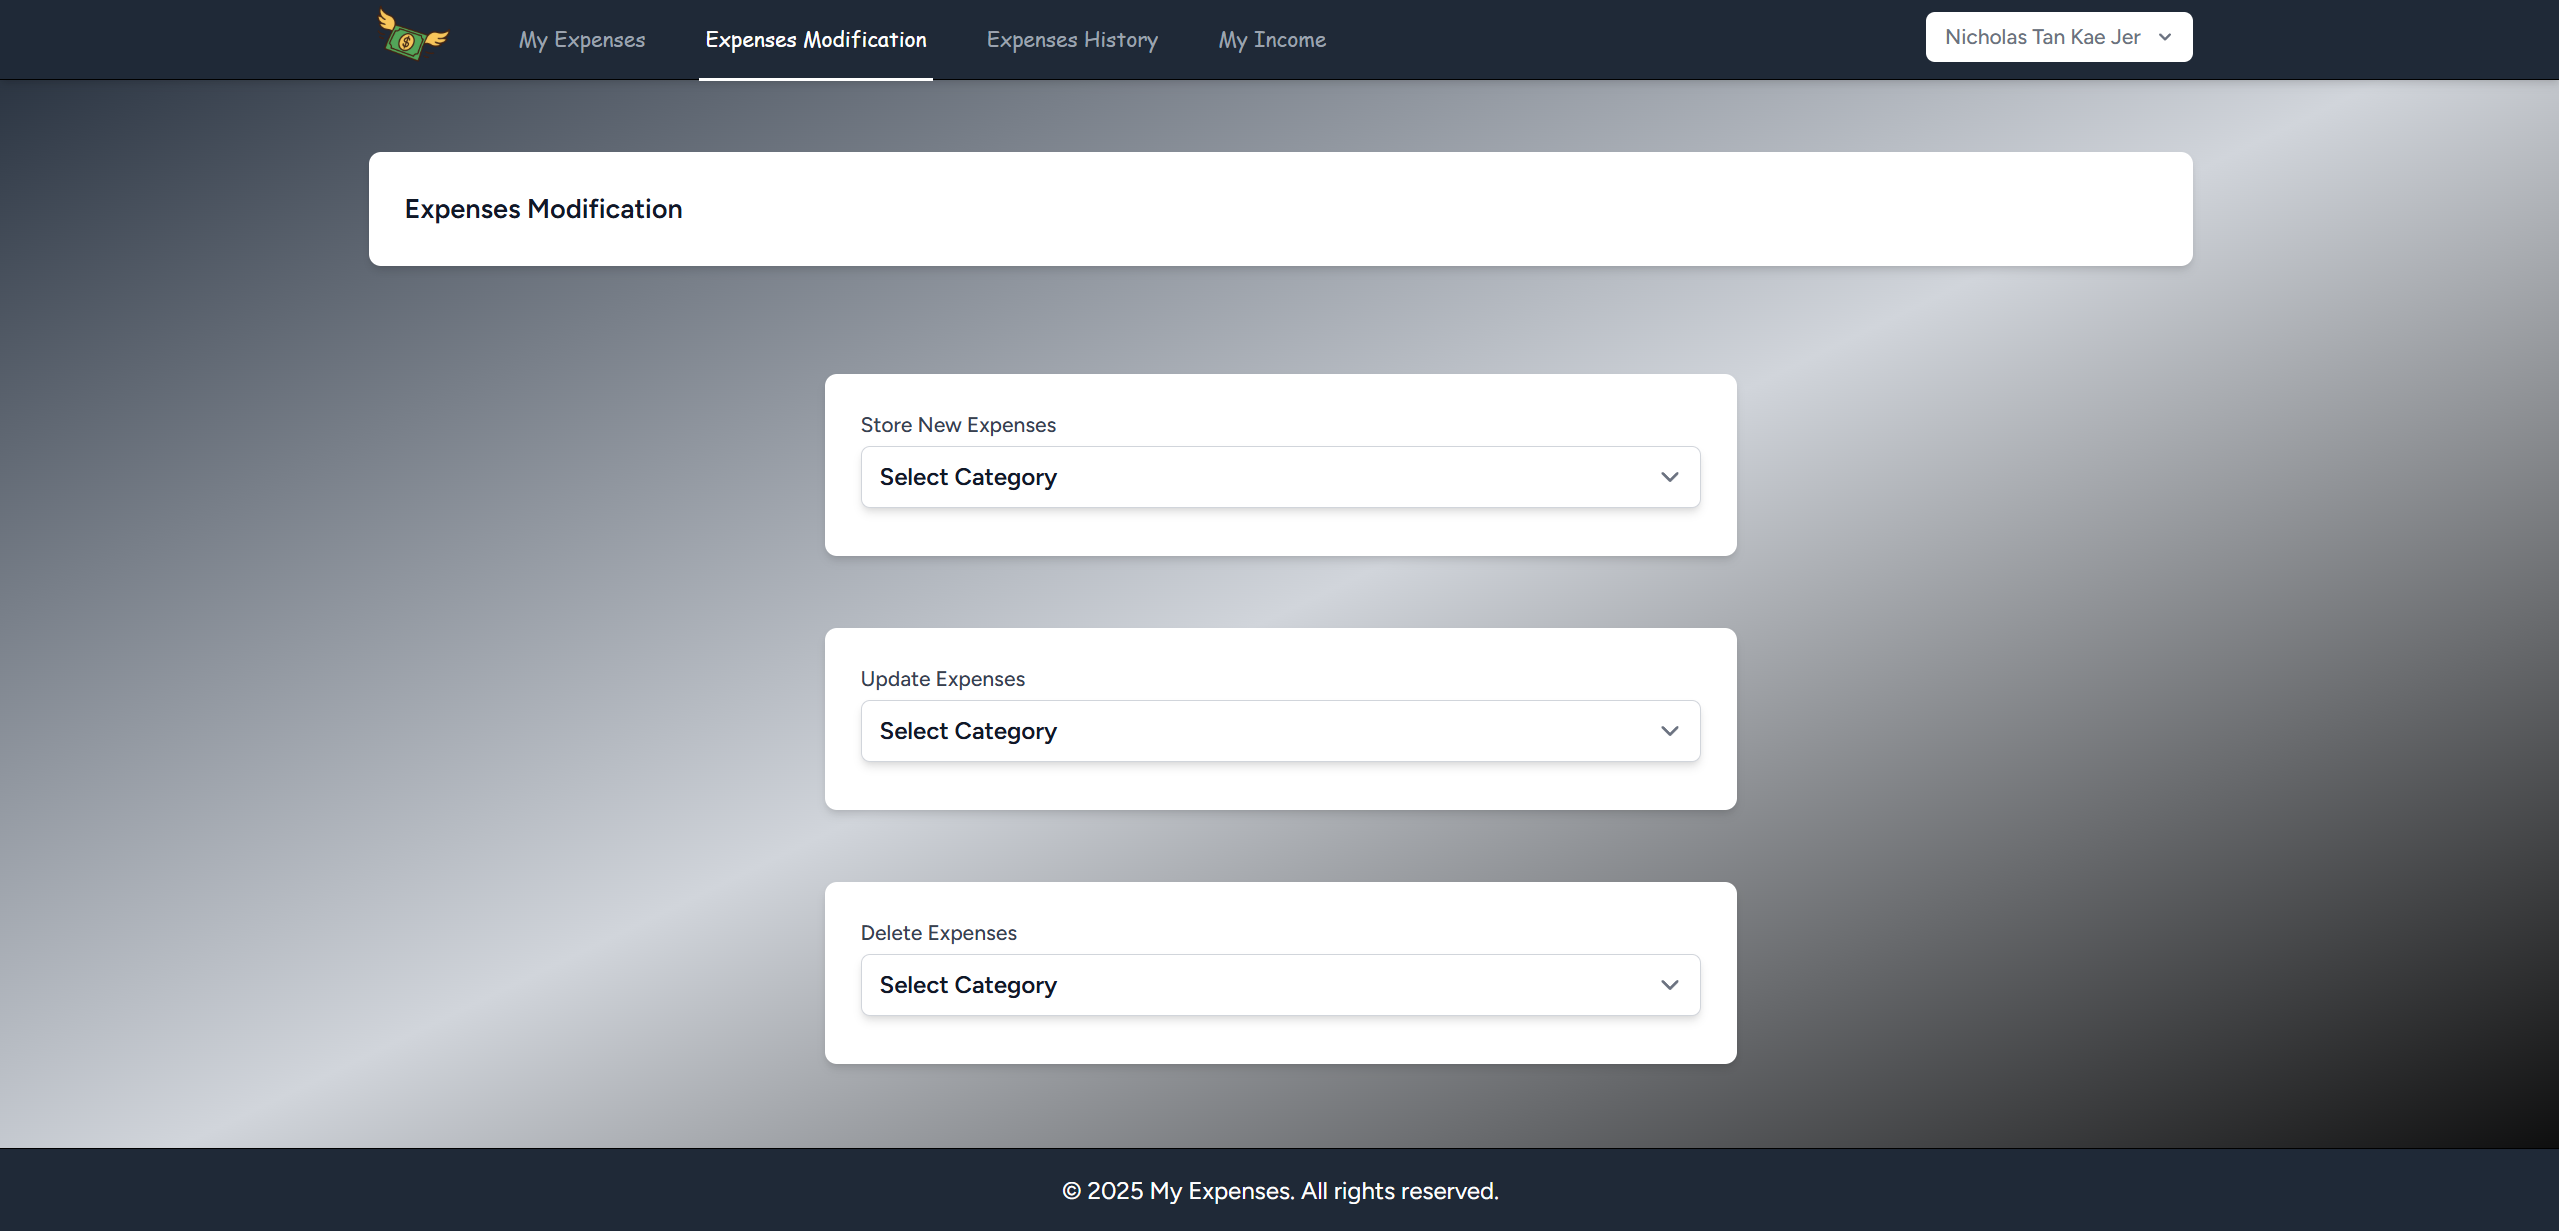 My Expenses Expenses Modification Expenses History My Income Nicholas Tan Kae Jer
Expenses Modification
Store New Expenses
Select Category
Update Expenses
Select Category
Delete Expenses
Select Category
© 2025 My Expenses. All rights reserved.